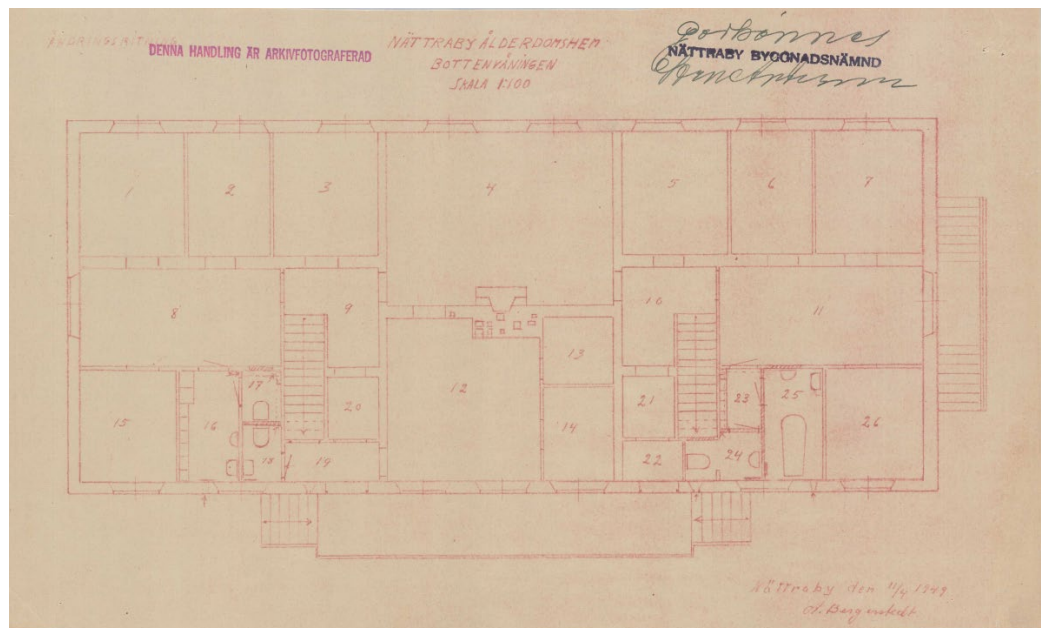 ÄNDRINGSRITNING
DENNA HANDLING ÄR ARKIVFOTOGRAFERAD
NÄTTRABY ÅLDERDOMSHEM
BOTTENVÅNINGEN
SKALA 1:100
Godkännes
NÄTTRABY BYGGNADSNÄMND
1 2 3 4 5 6 7
8 9 10 11
12 13
14
15 16 17 18 19 20 21 22 23 24 25 26
Nättraby den 11/4 1949